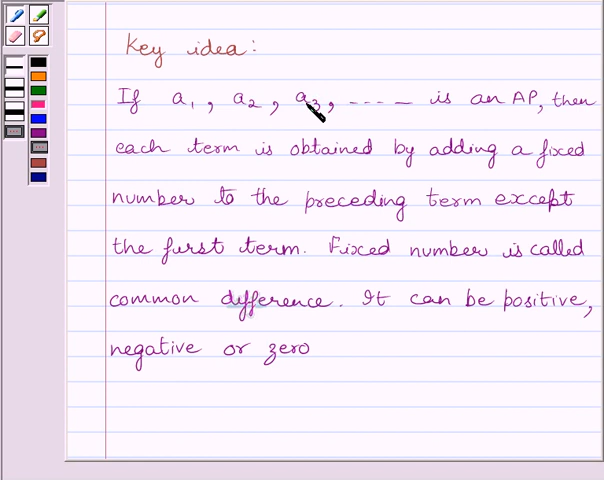 Key idea:
If a₁, a₂, a₃, ----- is an AP, then
each term is obtained by adding a fixed
number to the preceding term except
the first term. Fixed number is called
common difference. It can be positive,
negative or zero